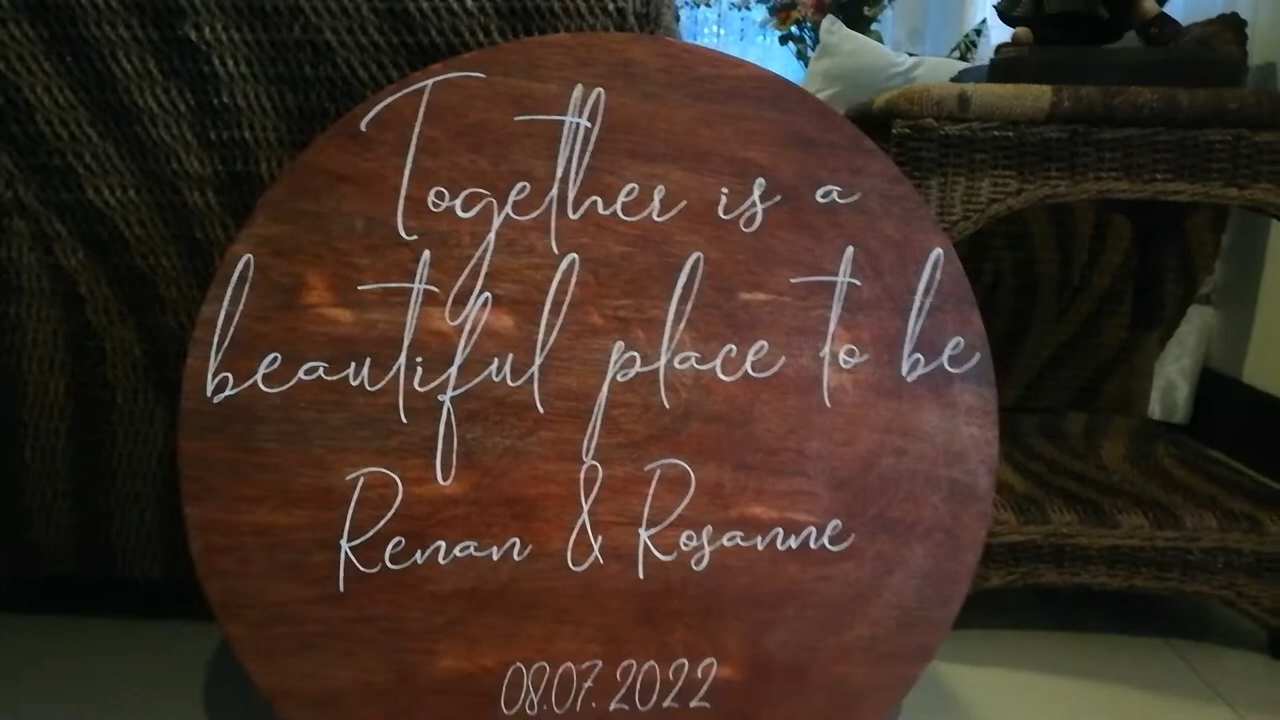 Together is a
beautiful place to be
Renan & Rosanne
08.07.2022